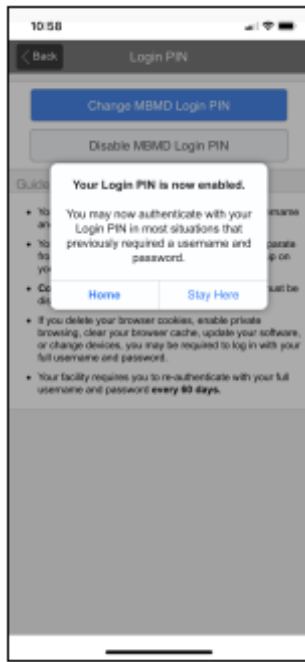 10:58
Back
Login PIN
Change MBMD Login PIN
Disable MBMD Login PIN
Guide
Your Login PIN is now enabled.
You may now authenticate with your
Login PIN in most situations that
previously required a username and
password.
Home
Stay Here
If you delete your browser cookies, enable private
browsing, clear your browser cache, update your software,
or change devices, you may be required to log in with your
full username and password.
Your facility requires you to re-authenticate with your full
username and password every 60 days.